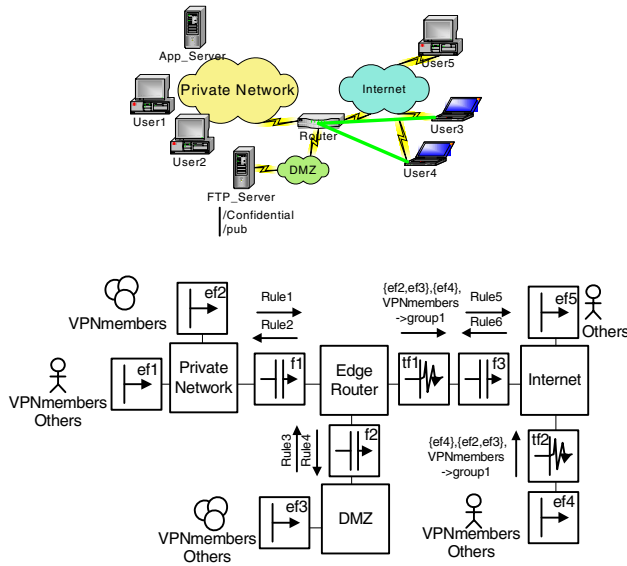 App_Server
User5
Private Network
Internet
User1
Router
User3
User2
DMZ
User4
FTP_Server
/Confidential
/pub
ef2
VPNmembers
Rule1
Rule2
{ef2,ef3},{ef4},
VPNmembers
->group1
Rule5
Rule6
ef5
Others
ef1
Private
Network
f1
Edge
Router
tf1
f3
Internet
VPNmembers
Others
Rule3
Rule4
f2
{ef4},{ef2,ef3},
VPNmembers
->group1
tf2
ef3
DMZ
ef4
VPNmembers
Others
VPNmembers
Others